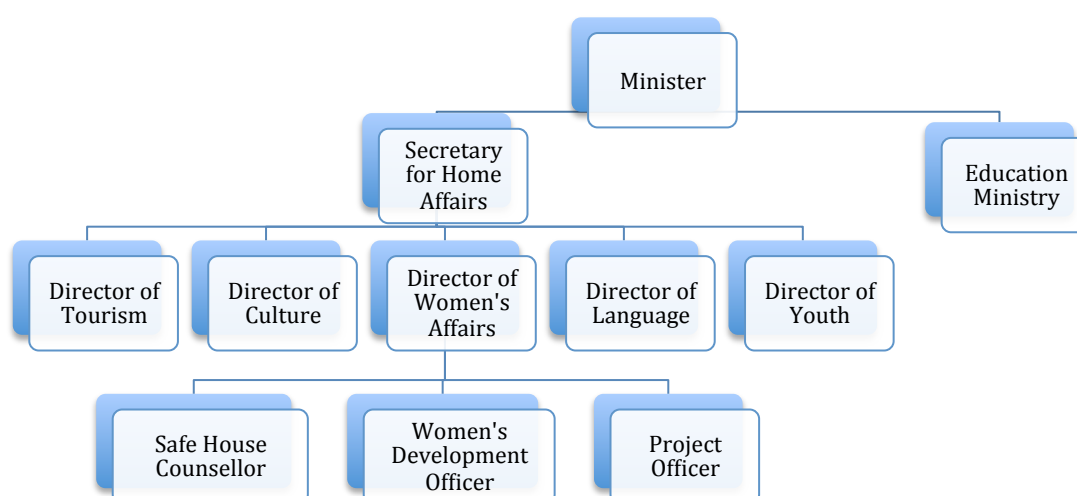 Minister
Secretary
for Home
Affairs
Education
Ministry
Director of
Tourism
Director of
Culture
Director of
Women's
Affairs
Director of
Language
Director of
Youth
Safe House
Counsellor
Women's
Development
Officer
Project
Officer